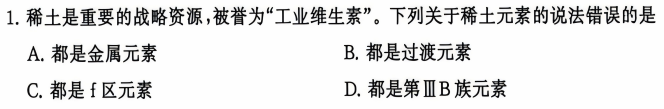 1. 稀土是重要的战略资源,被誉为“工业维生素”。下列关于稀土元素的说法错误的是
A. 都是金属元素 B. 都是过渡元素
C. 都是 f 区元素 D. 都是第ⅢB族元素